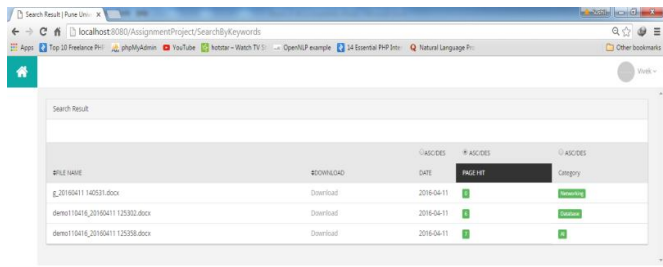 Search Result | Pune Univ
localhost:8080/AssignmentProject/SearchByKeywords
Apps Top 10 Freelance PHP phpMyAdmin YouTube hotstar – Watch TV OpenNLP example 14 Essential PHP Inter Natural Language Pr Other bookmarks
Vivek
Search Result
ASC/DES ASC/DES ASC/DES
FILE NAME DOWNLOAD DATE PAGE HIT Category
g_20160411 140531.docx Download 2016-04-11 Networking
demo110416_20160411 125302.docx Download 2016-04-11 Database
demo110416_20160411 125358.docx Download 2016-04-11